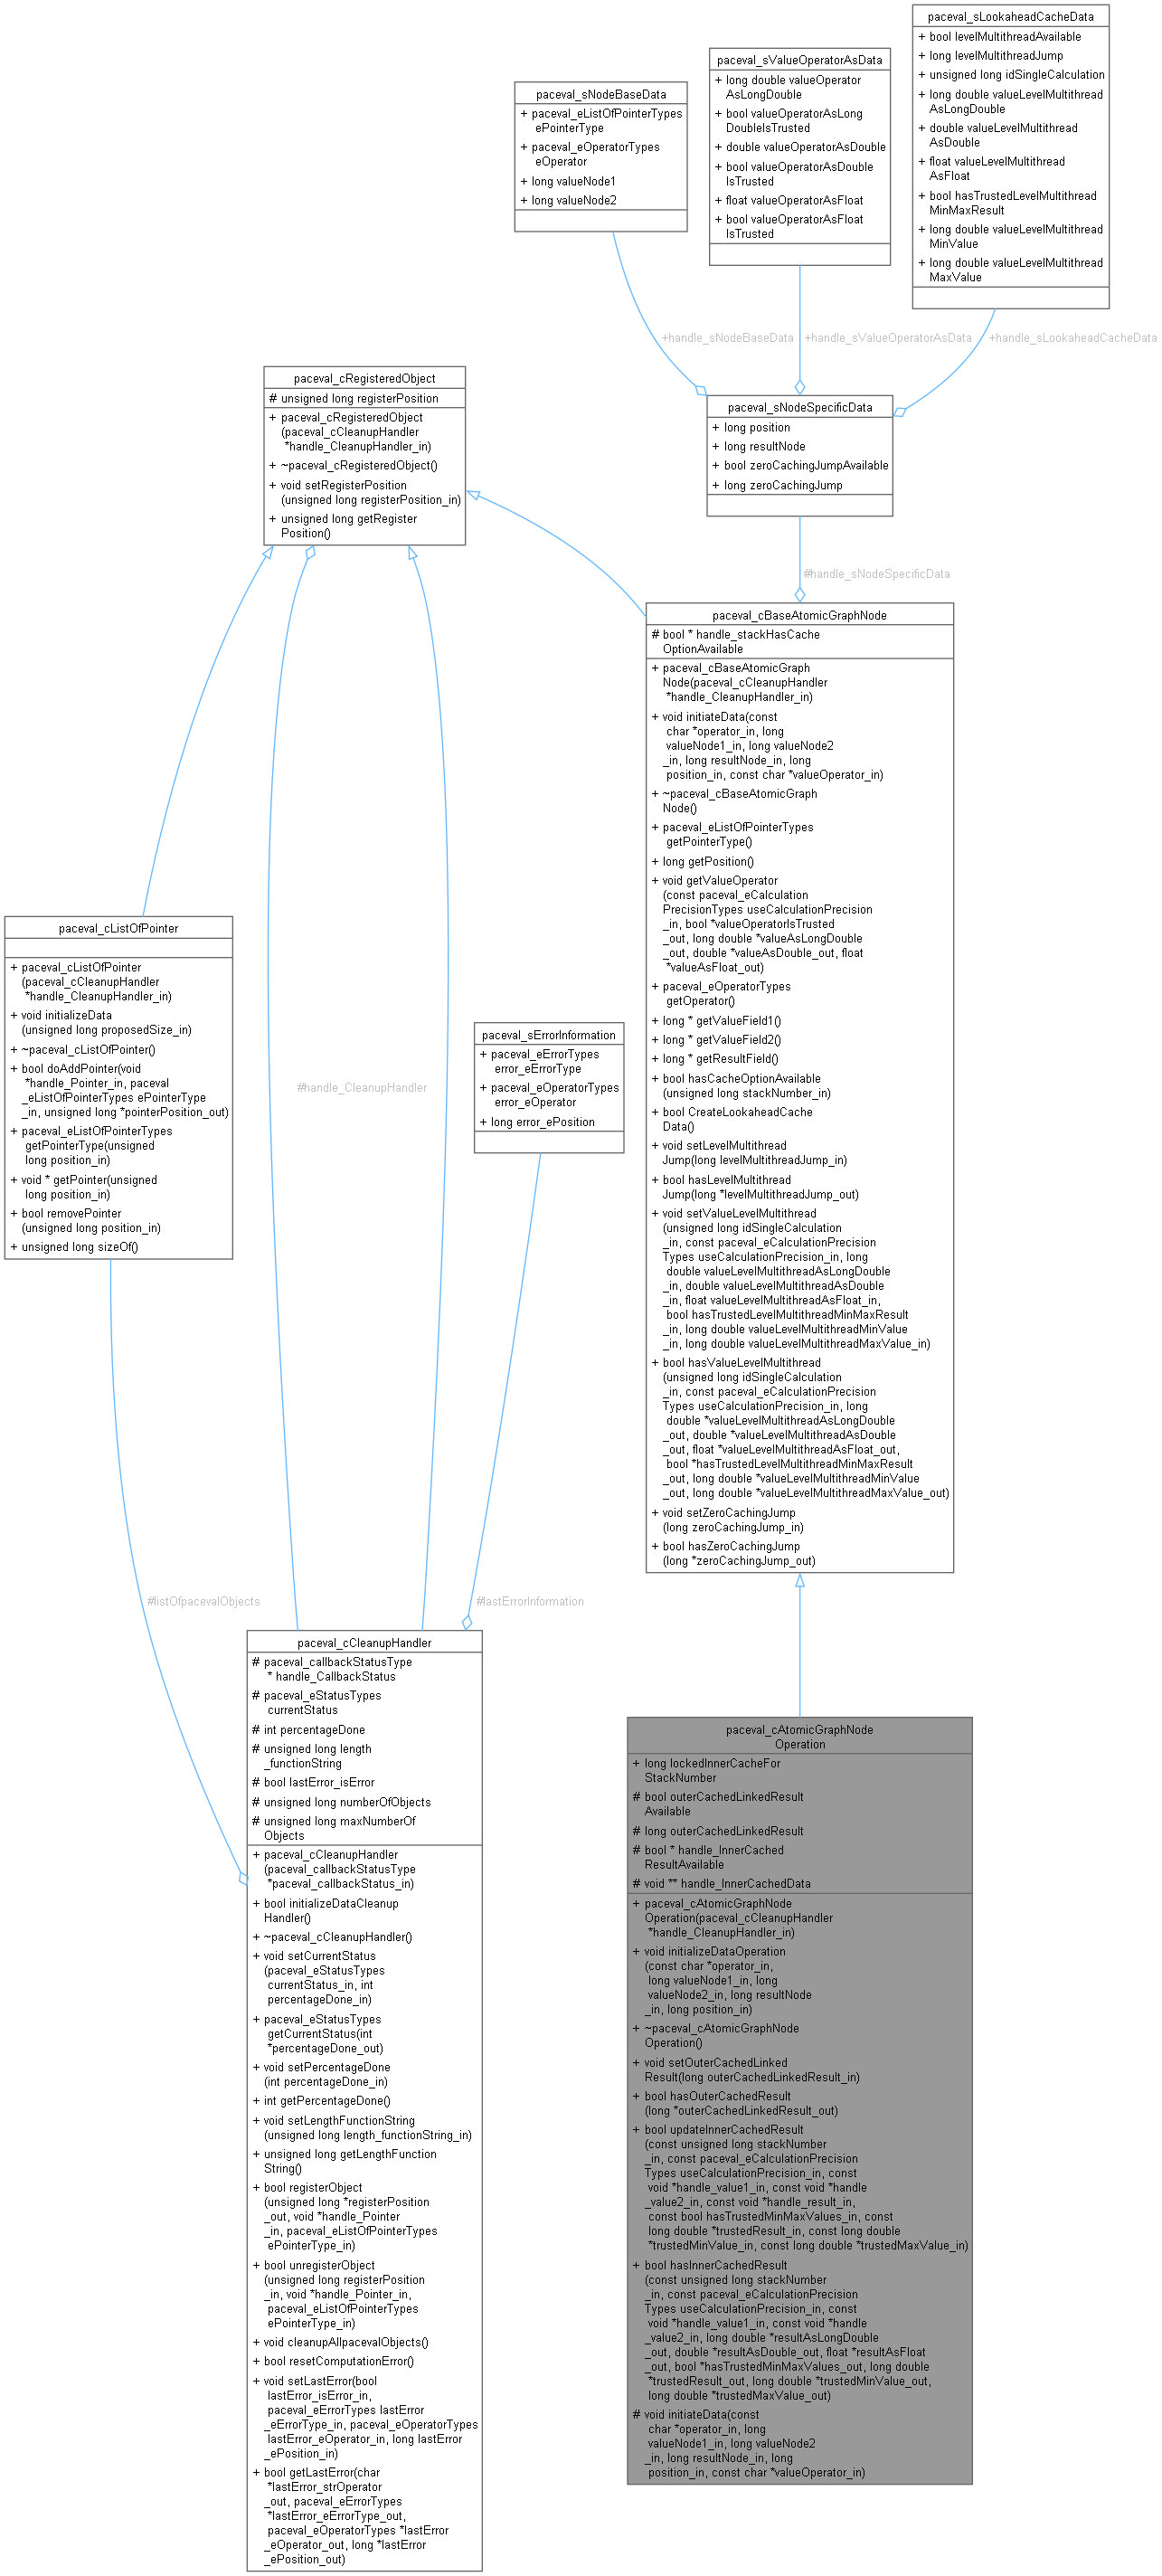 paceval_sLookaheadCacheData
+ bool levelMultithreadAvailable
+ long levelMultithreadJump
+ unsigned long idSingleCalculation
+ long double valueLevelMultithread
AsLongDouble
+ double valueLevelMultithread
AsDouble
+ float valueLevelMultithread
AsFloat
+ bool hasTrustedLevelMultithread
MinMaxResult
+ long double valueLevelMultithread
MinValue
+ long double valueLevelMultithread
MaxValue
paceval_sValueOperatorAsData
+ long double valueOperator
AsLongDouble
+ bool valueOperatorAsLong
DoubleIsTrusted
+ double valueOperatorAsDouble
+ bool valueOperatorAsDouble
IsTrusted
+ float valueOperatorAsFloat
+ bool valueOperatorAsFloat
IsTrusted
paceval_sNodeBaseData
+ paceval_eListOfPointerTypes
ePointerType
+ paceval_eOperatorTypes
eOperator
+ long valueNode1
+ long valueNode2
+handle_sNodeBaseData
+handle_sValueOperatorAsData
+handle_sLookaheadCacheData
paceval_cRegisteredObject
# unsigned long registerPosition
+ paceval_cRegisteredObject
(paceval_cCleanupHandler
*handle_CleanupHandler_in)
+ ~paceval_cRegisteredObject()
+ void setRegisterPosition
(unsigned long registerPosition_in)
+ unsigned long getRegister
Position()
paceval_sNodeSpecificData
+ long position
+ long resultNode
+ bool zeroCachingJumpAvailable
+ long zeroCachingJump
#handle_sNodeSpecificData
paceval_cBaseAtomicGraphNode
# bool * handle_stackHasCache
OptionAvailable
+ paceval_cBaseAtomicGraph
Node(paceval_cCleanupHandler
*handle_CleanupHandler_in)
+ void initiateData(const
char *operator_in, long
valueNode1_in, long valueNode2
_in, long resultNode_in, long
position_in, const char *valueOperator_in)
+ ~paceval_cBaseAtomicGraph
Node()
+ paceval_eListOfPointerTypes
getPointerType()
+ long getPosition()
+ void getValueOperator
(const paceval_eCalculation
PrecisionTypes useCalculationPrecision
_in, bool *valueOperatorIsTrusted
_out, long double *valueAsLongDouble
_out, double *valueAsDouble_out, float
*valueAsFloat_out)
+ paceval_eOperatorTypes
getOperator()
+ long * getValueField1()
+ long * getValueField2()
+ long * getResultField()
+ bool hasCacheOptionAvailable
(unsigned long stackNumber_in)
+ bool CreateLookaheadCache
Data()
+ void setLevelMultithread
Jump(long levelMultithreadJump_in)
+ bool hasLevelMultithread
Jump(long *levelMultithreadJump_out)
+ void setValueLevelMultithread
(unsigned long idSingleCalculation
_in, const paceval_eCalculationPrecision
Types useCalculationPrecision_in, long
double valueLevelMultithreadAsLongDouble
_in, double valueLevelMultithreadAsDouble
_in, float valueLevelMultithreadAsFloat_in,
bool hasTrustedLevelMultithreadMinMaxResult
_in, long double valueLevelMultithreadMinValue
_in, long double valueLevelMultithreadMaxValue_in)
+ bool hasValueLevelMultithread
(unsigned long idSingleCalculation
_in, const paceval_eCalculationPrecision
Types useCalculationPrecision_in, long
double *valueLevelMultithreadAsLongDouble
_out, double *valueLevelMultithreadAsDouble
_out, float *valueLevelMultithreadAsFloat_out,
bool *hasTrustedLevelMultithreadMinMaxResult
_out, long double *valueLevelMultithreadMinValue
_out, long double *valueLevelMultithreadMaxValue_out)
+ void setZeroCachingJump
(long zeroCachingJump_in)
+ bool hasZeroCachingJump
(long *zeroCachingJump_out)
paceval_cListOfPointer
+ paceval_cListOfPointer
(paceval_cCleanupHandler
*handle_CleanupHandler_in)
+ void initializeData
(unsigned long proposedSize_in)
+ ~paceval_cListOfPointer()
+ bool doAddPointer(void
*handle_Pointer_in, paceval
_eListOfPointerTypes ePointerType
_in, unsigned long *pointerPosition_out)
+ paceval_eListOfPointerTypes
getPointerType(unsigned
long position_in)
+ void * getPointer(unsigned
long position_in)
+ bool removePointer
(unsigned long position_in)
+ unsigned long sizeOf()
#handle_CleanupHandler
paceval_sErrorInformation
+ paceval_eErrorTypes
error_eErrorType
+ paceval_eOperatorTypes
error_eOperator
+ long error_ePosition
#listOfpacevalObjects
#lastErrorInformation
paceval_cCleanupHandler
# paceval_callbackStatusType
* handle_CallbackStatus
# paceval_eStatusTypes
currentStatus
# int percentageDone
# unsigned long length
_functionString
# bool lastError_isError
# unsigned long numberOfObjects
# unsigned long maxNumberOf
Objects
+ paceval_cCleanupHandler
(paceval_callbackStatusType
*paceval_callbackStatus_in)
+ bool initializeDataCleanup
Handler()
+ ~paceval_cCleanupHandler()
+ void setCurrentStatus
(paceval_eStatusTypes
currentStatus_in, int
percentageDone_in)
+ paceval_eStatusTypes
getCurrentStatus(int
*percentageDone_out)
+ void setPercentageDone
(int percentageDone_in)
+ int getPercentageDone()
+ void setLengthFunctionString
(unsigned long length_functionString_in)
+ unsigned long getLengthFunction
String()
+ bool registerObject
(unsigned long *registerPosition
_out, void *handle_Pointer
_in, paceval_eListOfPointerTypes
ePointerType_in)
+ bool unregisterObject
(unsigned long registerPosition
_in, void *handle_Pointer_in,
paceval_eListOfPointerTypes
ePointerType_in)
+ void cleanupAllpacevalObjects()
+ bool resetComputationError()
+ void setLastError(bool
lastError_isError_in,
paceval_eErrorTypes lastError
_eErrorType_in, paceval_eOperatorTypes
lastError_eOperator_in, long lastError
_ePosition_in)
+ bool getLastError(char
*lastError_strOperator
_out, paceval_eErrorTypes
*lastError_eErrorType_out,
paceval_eOperatorTypes *lastError
_eOperator_out, long *lastError
_ePosition_out)
paceval_cAtomicGraphNode
Operation
+ long lockedInnerCacheFor
StackNumber
# bool outerCachedLinkedResult
Available
# long outerCachedLinkedResult
# bool * handle_InnerCached
ResultAvailable
# void ** handle_InnerCachedData
+ paceval_cAtomicGraphNode
Operation(paceval_cCleanupHandler
*handle_CleanupHandler_in)
+ void initializeDataOperation
(const char *operator_in,
long valueNode1_in, long
valueNode2_in, long resultNode
_in, long position_in)
+ ~paceval_cAtomicGraphNode
Operation()
+ void setOuterCachedLinked
Result(long outerCachedLinkedResult_in)
+ bool hasOuterCachedResult
(long *outerCachedLinkedResult_out)
+ bool updateInnerCachedResult
(const unsigned long stackNumber
_in, const paceval_eCalculationPrecision
Types useCalculationPrecision_in, const
void *handle_value1_in, const void *handle
_value2_in, const void *handle_result_in,
const bool hasTrustedMinMaxValues_in, const
long double *trustedResult_in, const long double
*trustedMinValue_in, const long double *trustedMaxValue_in)
+ bool hasInnerCachedResult
(const unsigned long stackNumber
_in, const paceval_eCalculationPrecision
Types useCalculationPrecision_in, const
void *handle_value1_in, const void *handle
_value2_in, long double *resultAsLongDouble
_out, double *resultAsDouble_out, float *resultAsFloat
_out, bool *hasTrustedMinMaxValues_out, long double
*trustedResult_out, long double *trustedMinValue_out,
long double *trustedMaxValue_out)
# void initiateData(const
char *operator_in, long
valueNode1_in, long valueNode2
_in, long resultNode_in, long
position_in, const char *valueOperator_in)